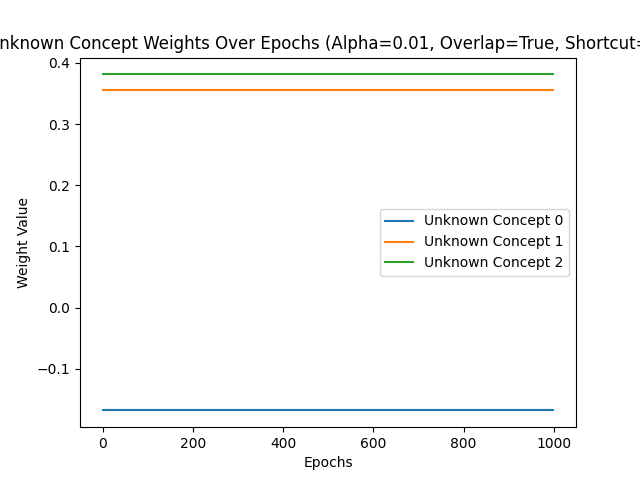 nknown Concept Weights Over Epochs (Alpha=0.01, Overlap=True, Shortcut=
0.4
0.3
0.2
0.1
0.0
−0.1
Weight Value
Unknown Concept 0
Unknown Concept 1
Unknown Concept 2
0 200 400 600 800 1000
Epochs